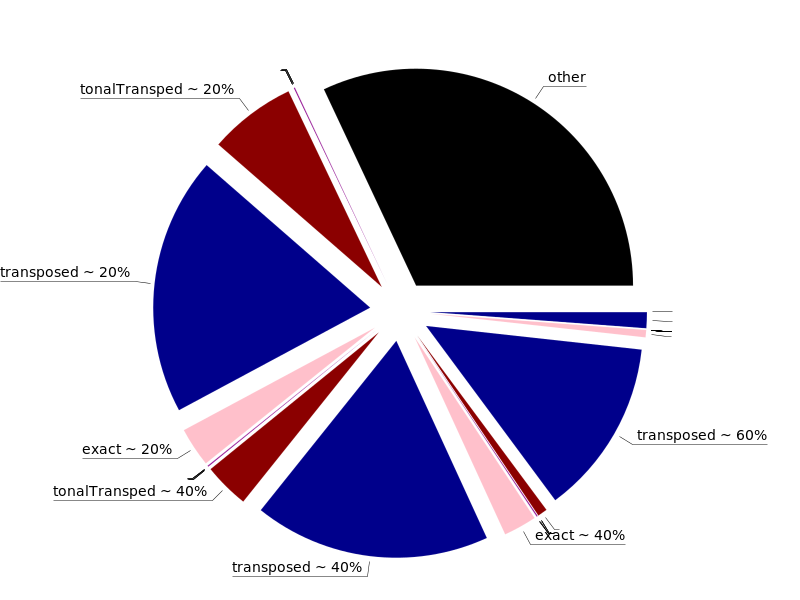 other
tonalTransped ~ 20%
transposed ~ 20%
transposed ~ 60%
exact ~ 20%
tonalTransped ~ 40%
exact ~ 40%
transposed ~ 40%